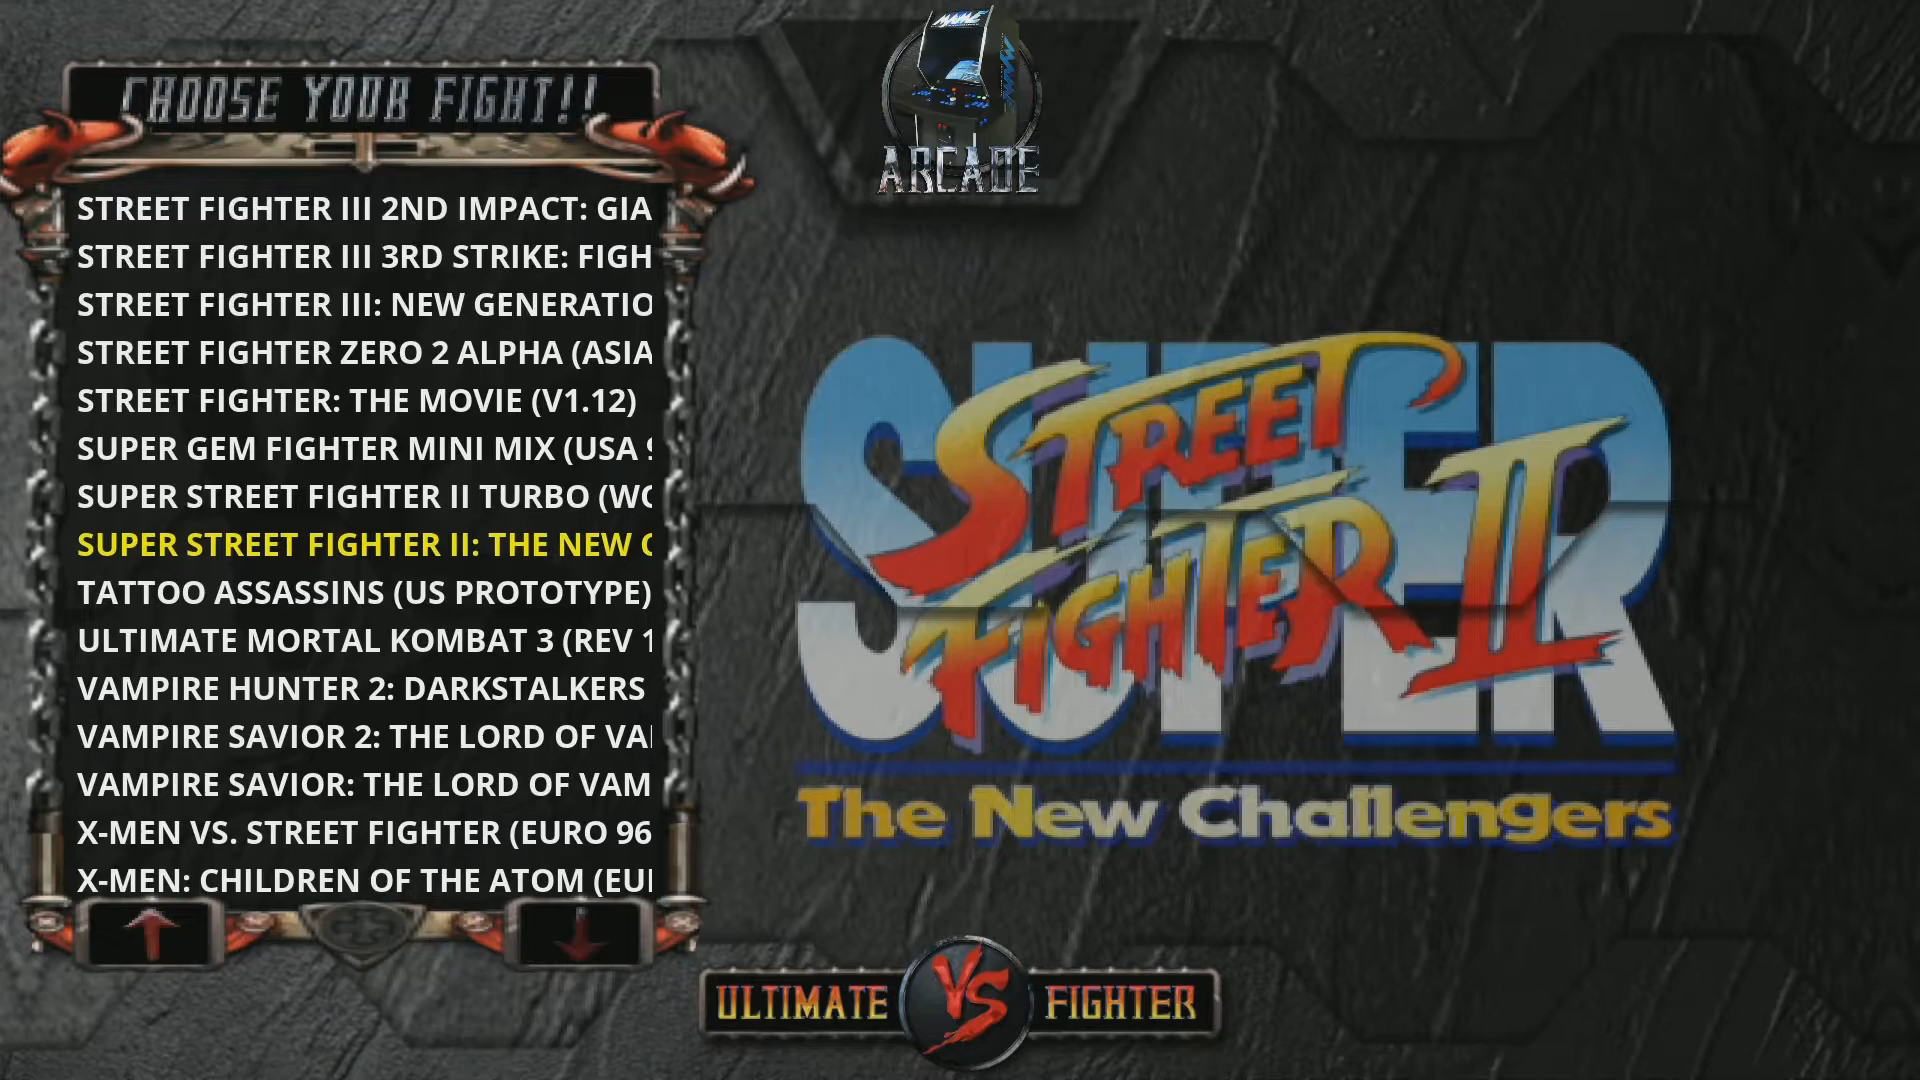 MAME
ARCADE
CHOOSE YOUR FIGHT!!
STREET FIGHTER III 2ND IMPACT: GIA
STREET FIGHTER III 3RD STRIKE: FIGH
STREET FIGHTER III: NEW GENERATIO
STREET FIGHTER ZERO 2 ALPHA (ASIA
STREET FIGHTER: THE MOVIE (V1.12)
SUPER GEM FIGHTER MINI MIX (USA 9
SUPER STREET FIGHTER II TURBO (WO
SUPER STREET FIGHTER II: THE NEW C
TATTOO ASSASSINS (US PROTOTYPE)
ULTIMATE MORTAL KOMBAT 3 (REV 1
VAMPIRE HUNTER 2: DARKSTALKERS
VAMPIRE SAVIOR 2: THE LORD OF VAM
VAMPIRE SAVIOR: THE LORD OF VAM
X-MEN VS. STREET FIGHTER (EURO 96
X-MEN: CHILDREN OF THE ATOM (EUR
SUPER
STREET
FIGHTER II
The New Challengers
ULTIMATE VS FIGHTER